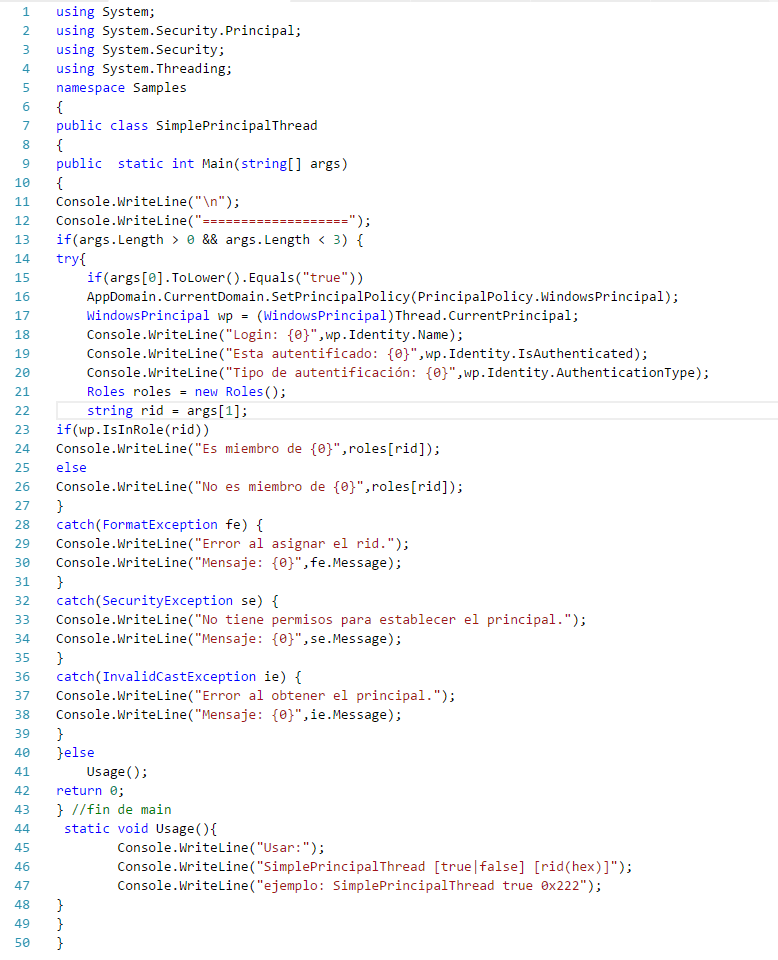 1 using System;
2 using System.Security.Principal;
3 using System.Security;
4 using System.Threading;
5 namespace Samples
6 {
7 public class SimplePrincipalThread
8 {
9 public  static int Main(string[] args)
10 {
11 Console.WriteLine("\n");
12 Console.WriteLine("===================");
13 if(args.Length > 0 && args.Length < 3) {
14 try{
15     if(args[0].ToLower().Equals("true"))
16     AppDomain.CurrentDomain.SetPrincipalPolicy(PrincipalPolicy.WindowsPrincipal);
17     WindowsPrincipal wp = (WindowsPrincipal)Thread.CurrentPrincipal;
18     Console.WriteLine("Login: {0}",wp.Identity.Name);
19     Console.WriteLine("Esta autentificado: {0}",wp.Identity.IsAuthenticated);
20     Console.WriteLine("Tipo de autentificación: {0}",wp.Identity.AuthenticationType);
21     Roles roles = new Roles();
22     string rid = args[1];
23 if(wp.IsInRole(rid))
24 Console.WriteLine("Es miembro de {0}",roles[rid]);
25 else
26 Console.WriteLine("No es miembro de {0}",roles[rid]);
27 }
28 catch(FormatException fe) {
29 Console.WriteLine("Error al asignar el rid.");
30 Console.WriteLine("Mensaje: {0}",fe.Message);
31 }
32 catch(SecurityException se) {
33 Console.WriteLine("No tiene permisos para establecer el principal.");
34 Console.WriteLine("Mensaje: {0}",se.Message);
35 }
36 catch(InvalidCastException ie) {
37 Console.WriteLine("Error al obtener el principal.");
38 Console.WriteLine("Mensaje: {0}",ie.Message);
39 }
40 }else
41     Usage();
42 return 0;
43 } //fin de main
44  static void Usage(){
45         Console.WriteLine("Usar:");
46         Console.WriteLine("SimplePrincipalThread [true|false] [rid(hex)]");
47         Console.WriteLine("ejemplo: SimplePrincipalThread true 0x222");
48 }
49 }
50 }